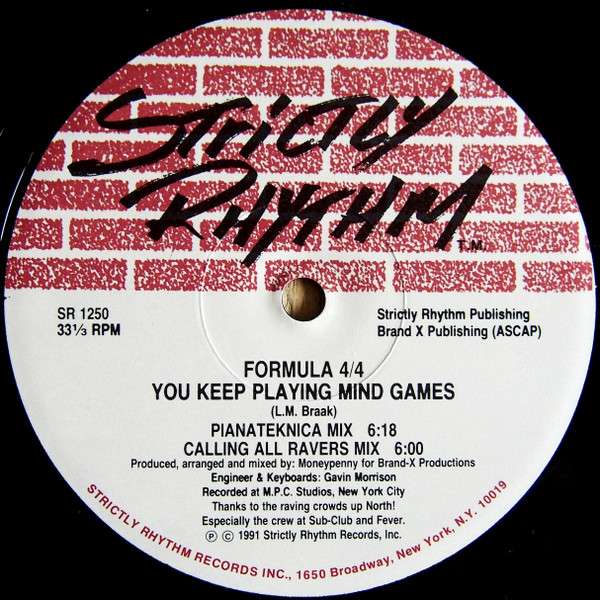 STRICTLY
RHYTHM
T.M.
SR 1250
33⅓ RPM
Strictly Rhythm Publishing
Brand X Publishing (ASCAP)
FORMULA 4/4
YOU KEEP PLAYING MIND GAMES
(L.M. Braak)
PIANATEKNICA MIX 6:18
CALLING ALL RAVERS MIX 6:00
Produced, arranged and mixed by: Moneypenny for Brand-X Productions
Engineer & Keyboards: Gavin Morrison
Recorded at M.P.C. Studios, New York City
Thanks to the raving crowds up North!
Especially the crew at Sub-Club and Fever.
Ⓟ © 1991 Strictly Rhythm Records, Inc.
STRICTLY RHYTHM RECORDS INC., 1650 Broadway, New York, N.Y. 10019